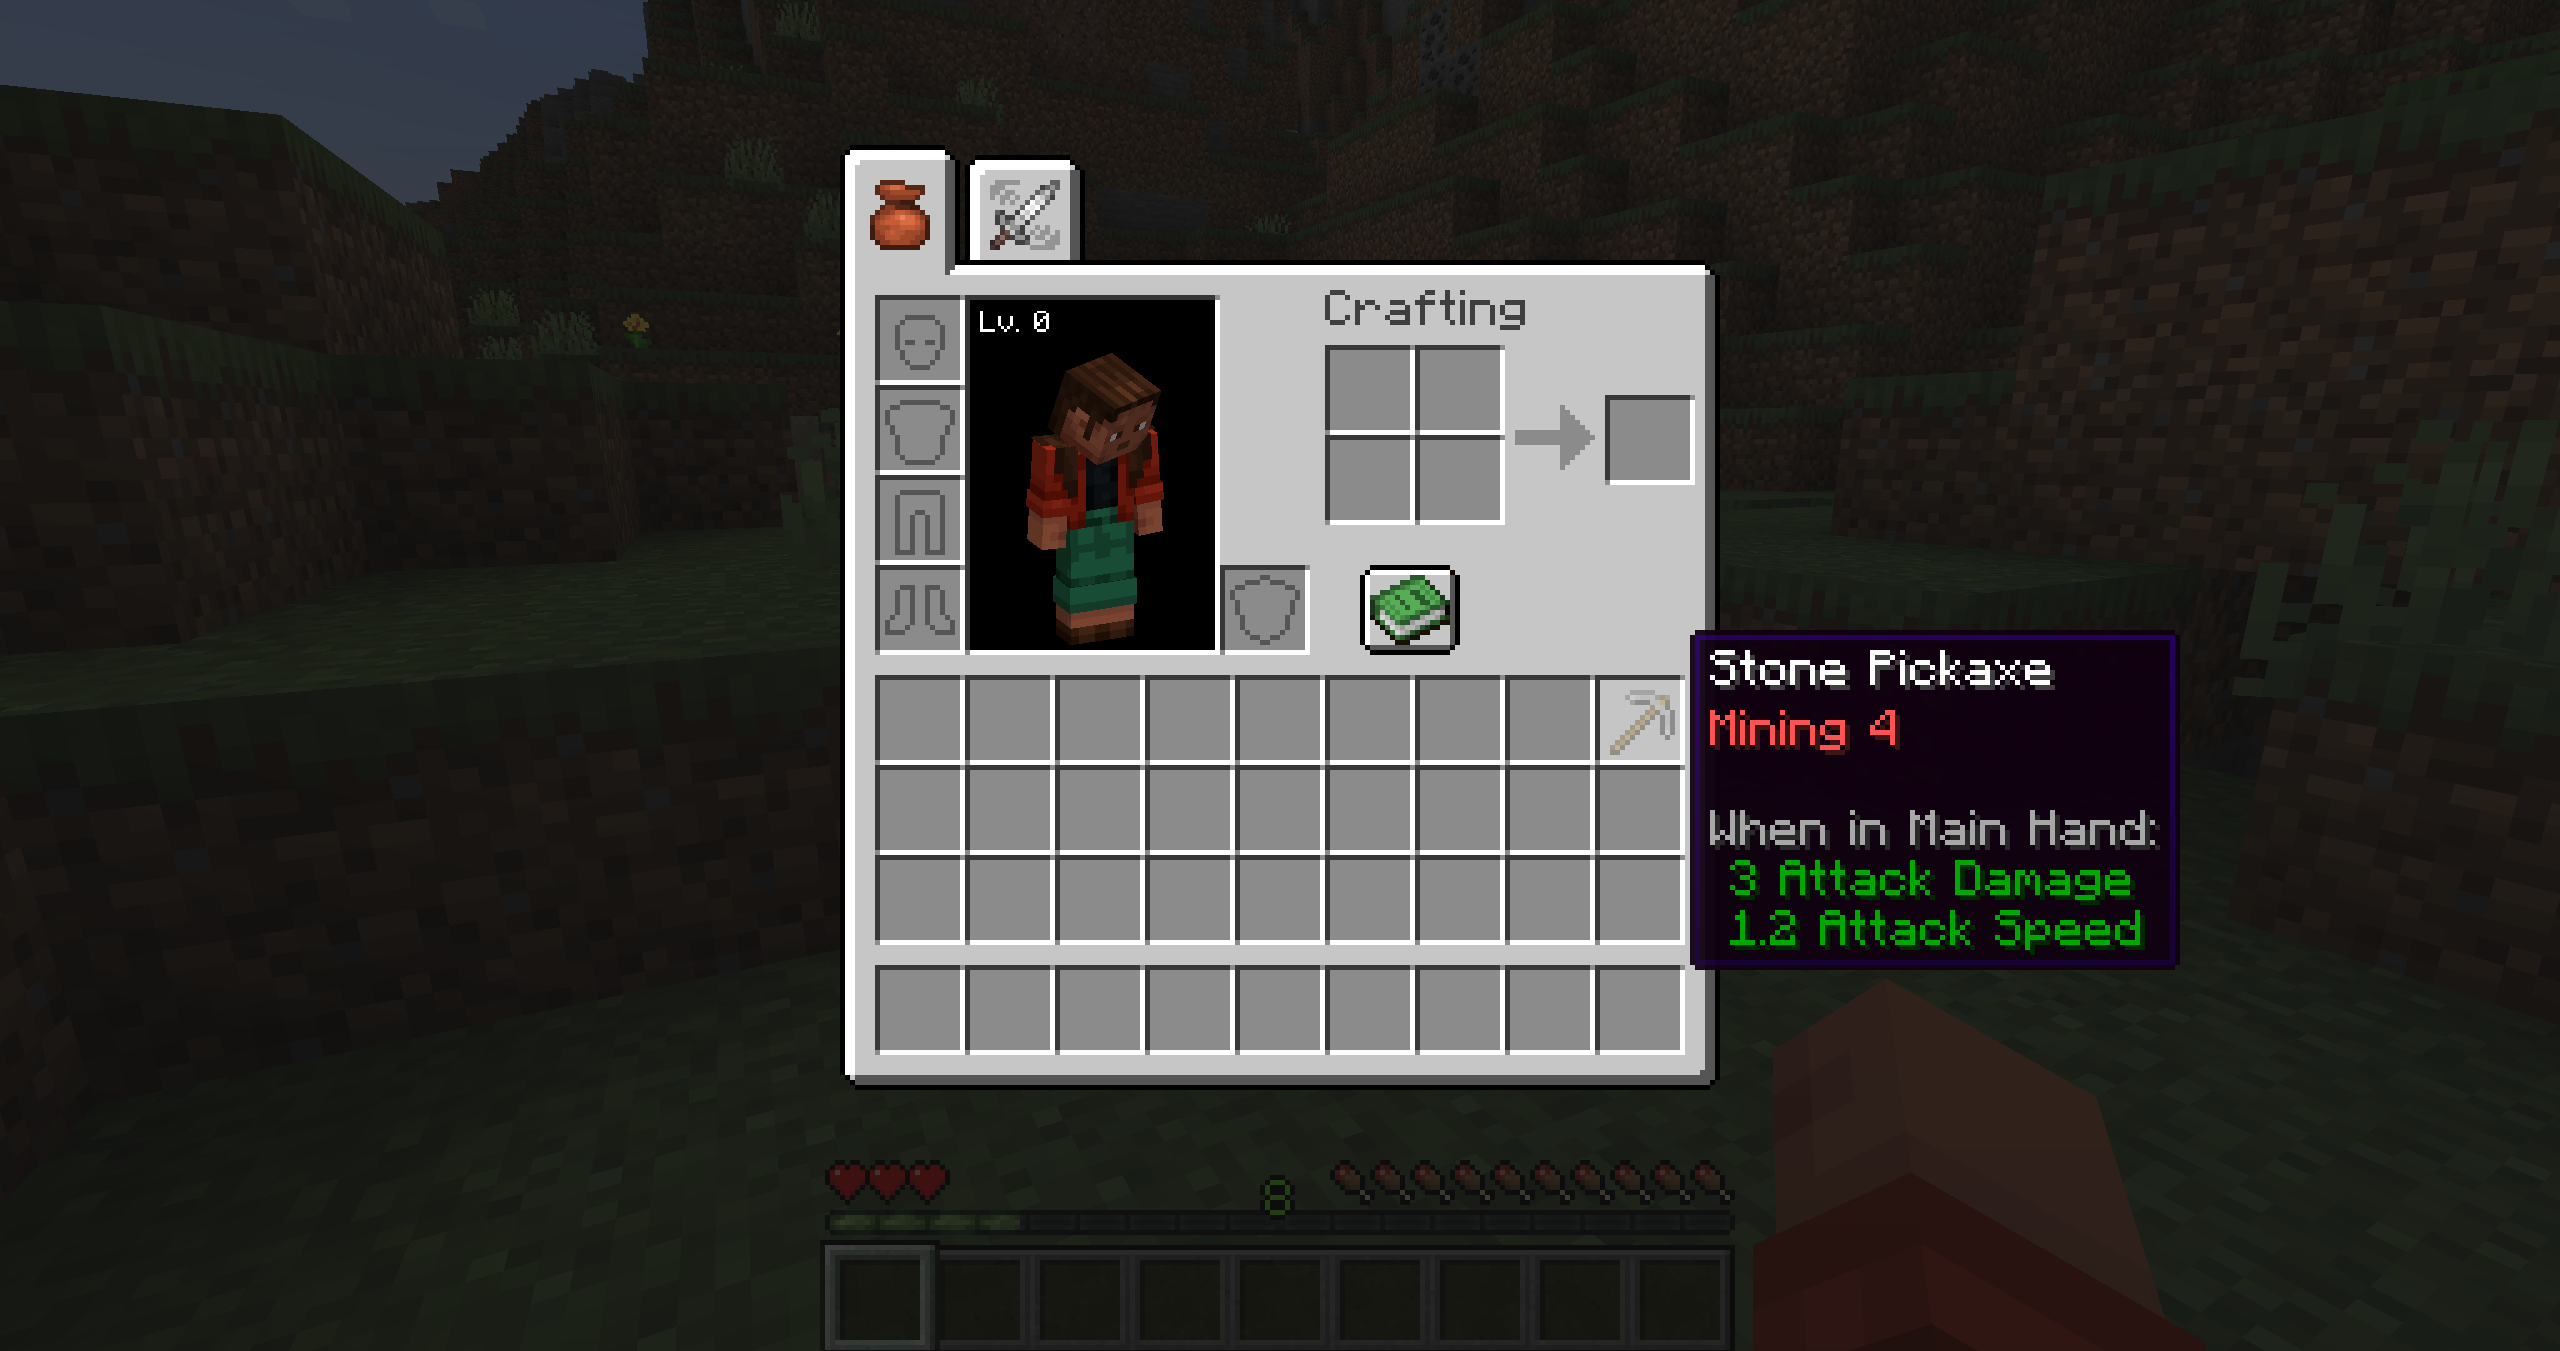 Lv. 0
Crafting
Stone Pickaxe
Mining 4
When in Main Hand:
3 Attack Damage
1.2 Attack Speed
8